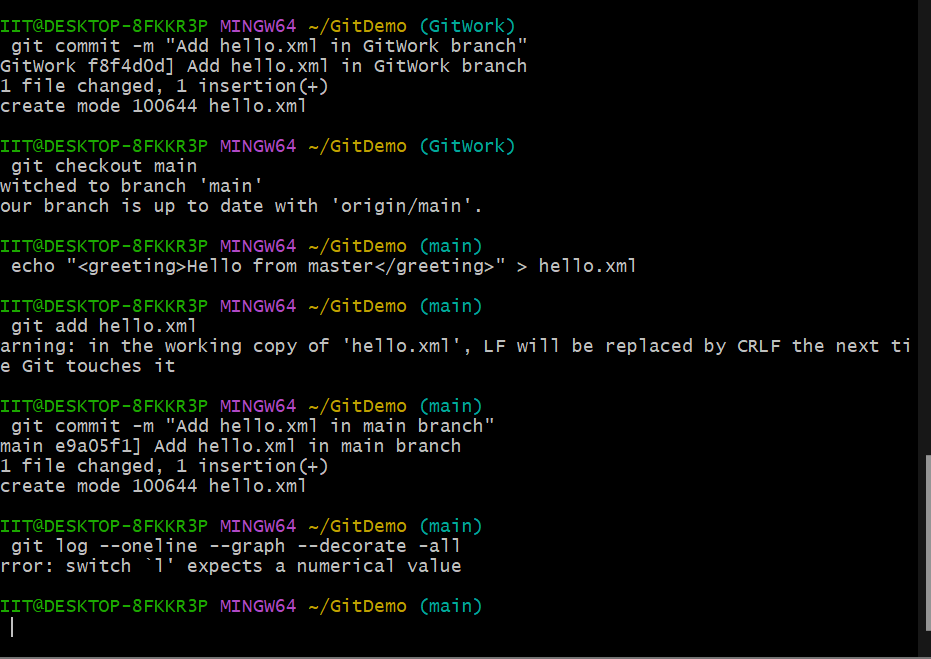 IIT@DESKTOP-8FKKR3P MINGW64 ~/GitDemo (GitWork)
git commit -m "Add hello.xml in GitWork branch"
GitWork f8f4d0d] Add hello.xml in GitWork branch
1 file changed, 1 insertion(+)
create mode 100644 hello.xml
IIT@DESKTOP-8FKKR3P MINGW64 ~/GitDemo (GitWork)
git checkout main
witched to branch 'main'
our branch is up to date with 'origin/main'.
IIT@DESKTOP-8FKKR3P MINGW64 ~/GitDemo (main)
echo "<greeting>Hello from master</greeting>" > hello.xml
IIT@DESKTOP-8FKKR3P MINGW64 ~/GitDemo (main)
git add hello.xml
arning: in the working copy of 'hello.xml', LF will be replaced by CRLF the next ti
e Git touches it
IIT@DESKTOP-8FKKR3P MINGW64 ~/GitDemo (main)
git commit -m "Add hello.xml in main branch"
main e9a05f1] Add hello.xml in main branch
1 file changed, 1 insertion(+)
create mode 100644 hello.xml
IIT@DESKTOP-8FKKR3P MINGW64 ~/GitDemo (main)
git log --oneline --graph --decorate -all
rror: switch `l' expects a numerical value
IIT@DESKTOP-8FKKR3P MINGW64 ~/GitDemo (main)